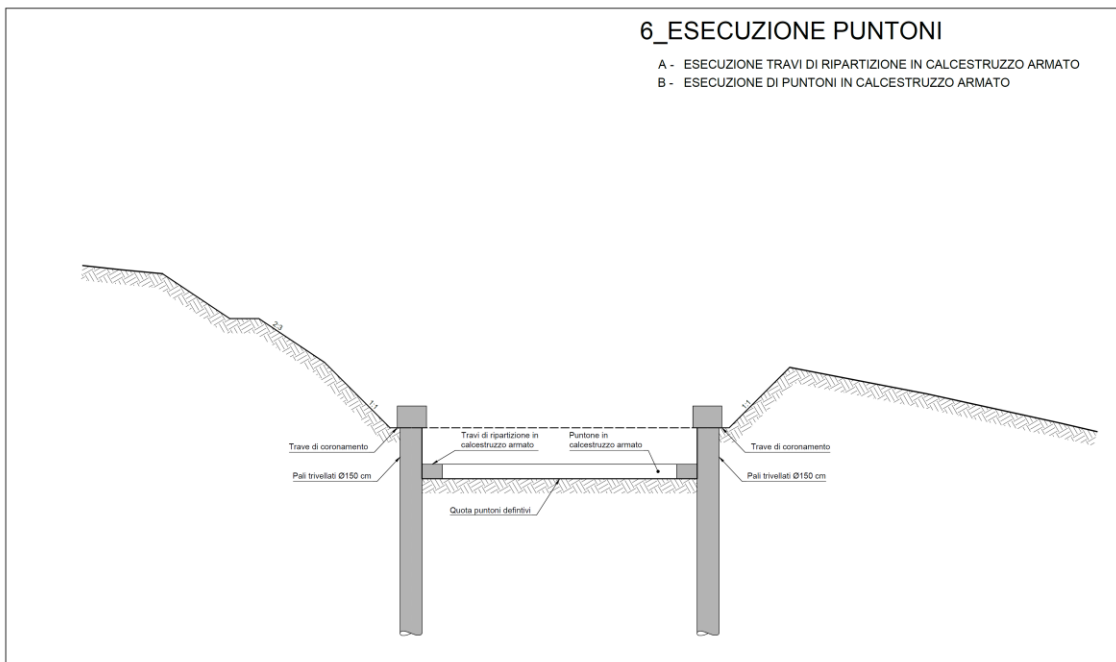 6_ESECUZIONE PUNTONI
A - ESECUZIONE TRAVI DI RIPARTIZIONE IN CALCESTRUZZO ARMATO
B - ESECUZIONE DI PUNTONI IN CALCESTRUZZO ARMATO
2:3
1:1
1:1
Trave di coronamento
Travi di ripartizione in
calcestruzzo armato
Puntone in
calcestruzzo armato
Trave di coronamento
Pali trivellati Ø150 cm
Pali trivellati Ø150 cm
Quota puntoni defintivi